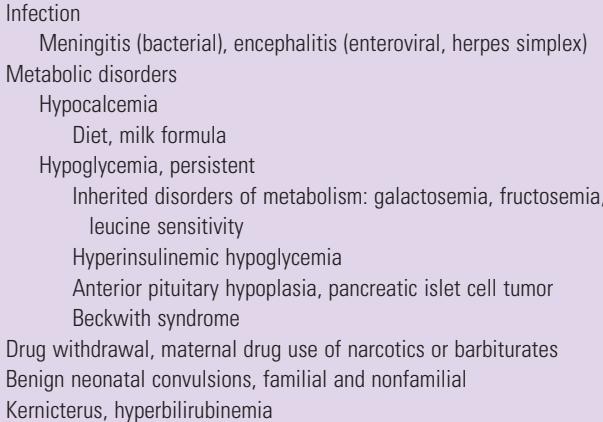 Infection
Meningitis (bacterial), encephalitis (enteroviral, herpes simplex)
Metabolic disorders
Hypocalcemia
Diet, milk formula
Hypoglycemia, persistent
Inherited disorders of metabolism: galactosemia, fructosemia,
leucine sensitivity
Hyperinsulinemic hypoglycemia
Anterior pituitary hypoplasia, pancreatic islet cell tumor
Beckwith syndrome
Drug withdrawal, maternal drug use of narcotics or barbiturates
Benign neonatal convulsions, familial and nonfamilial
Kernicterus, hyperbilirubinemia